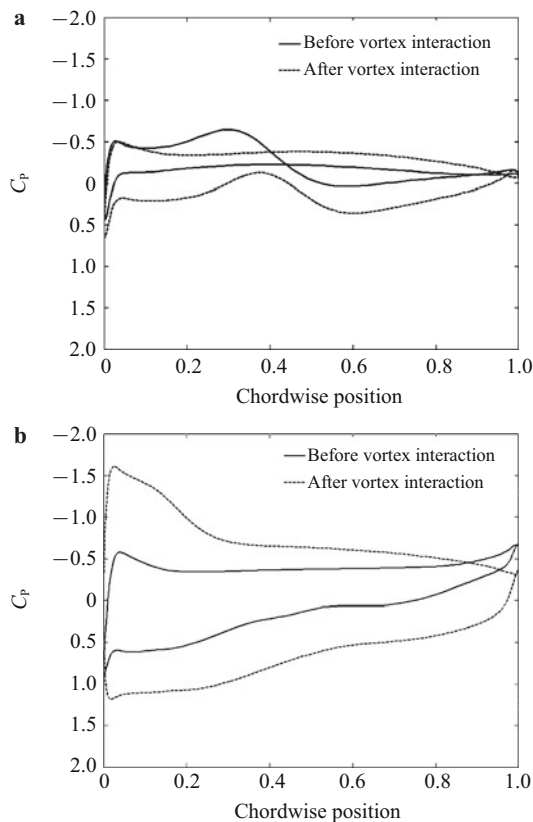 a
−2.0
−1.5
−1.0
−0.5
0
0.5
1.0
1.5
2.0
C_P
Before vortex interaction
After vortex interaction
0 0.2 0.4 0.6 0.8 1.0
Chordwise position
b
−2.0
−1.5
−1.0
−0.5
0
0.5
1.0
1.5
2.0
C_P
Before vortex interaction
After vortex interaction
0 0.2 0.4 0.6 0.8 1.0
Chordwise position